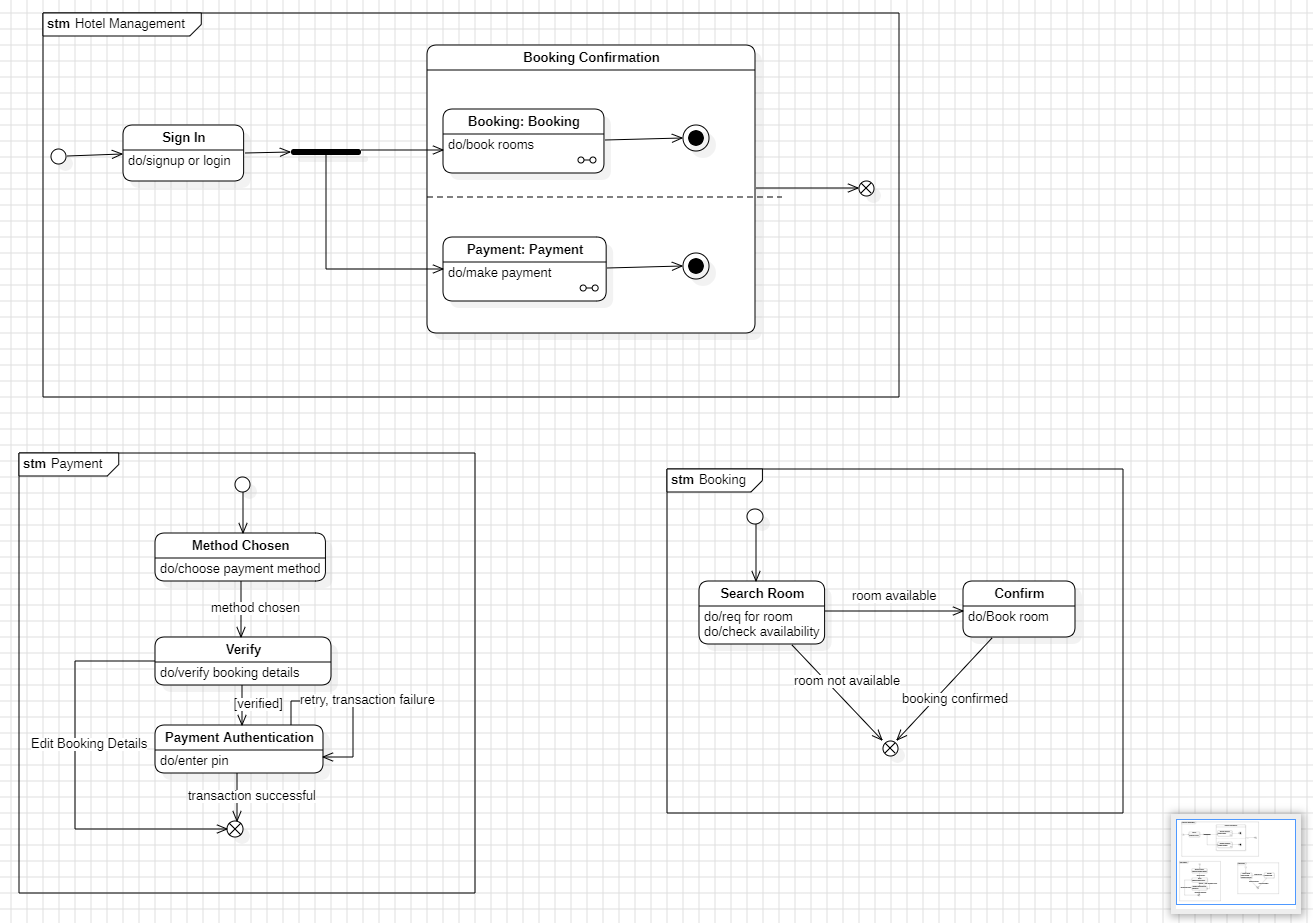 stm Hotel Management
Booking Confirmation
Sign In
do/signup or login
Booking: Booking
do/book rooms
Payment: Payment
do/make payment
stm Payment
Method Chosen
do/choose payment method
method chosen
Verify
do/verify booking details
[verified]
retry, transaction failure
Edit Booking Details
Payment Authentication
do/enter pin
transaction successful
stm Booking
Search Room
do/req for room
do/check availability
room available
Confirm
do/Book room
room not available
booking confirmed